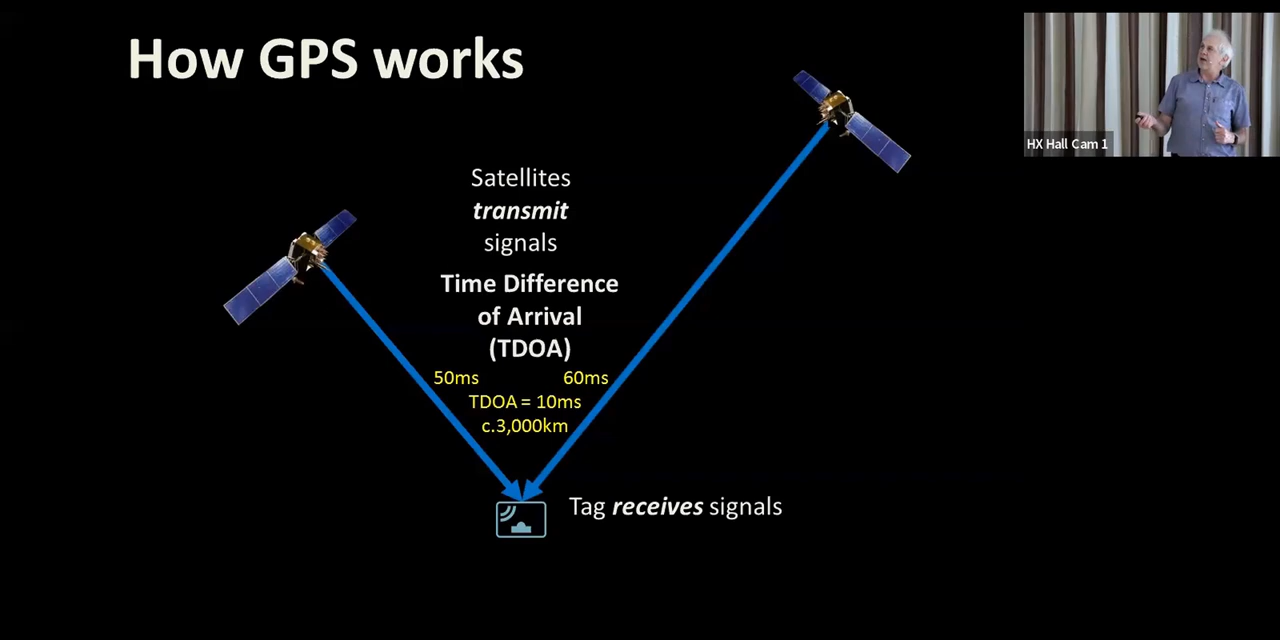 How GPS works
HX Hall Cam 1
Satellites
transmit
signals
Time Difference
of Arrival
(TDOA)
50ms 60ms
TDOA = 10ms
c.3,000km
Tag receives signals